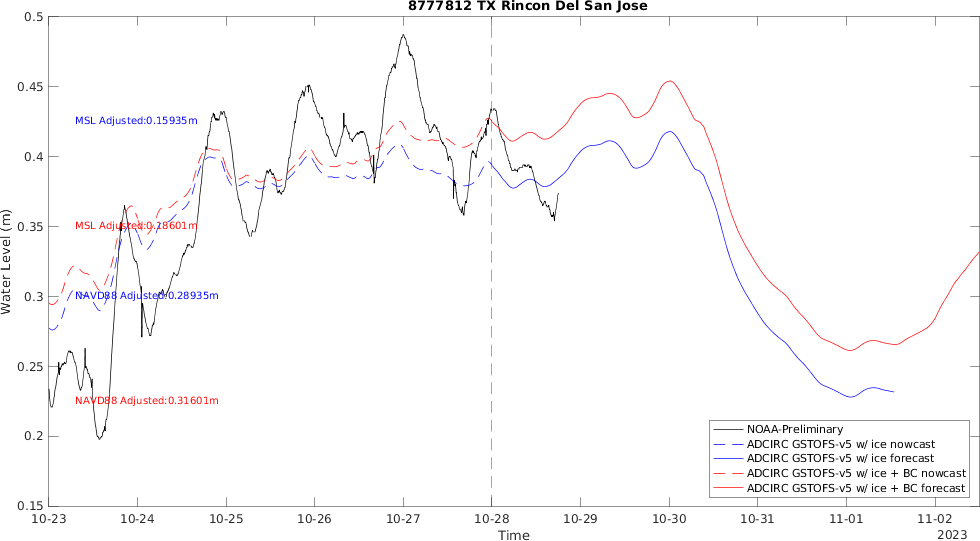 8777812 TX Rincon Del San Jose
0.5
0.45
0.4
0.35
0.3
0.25
0.2
0.15
Water Level (m)
MSL Adjusted:0.15935m
MSL Adjusted:0.18601m
NAVD88 Adjusted:0.28935m
NAVD88 Adjusted:0.31601m
NOAA-Preliminary
ADCIRC GSTOFS-v5 w/ ice nowcast
ADCIRC GSTOFS-v5 w/ ice forecast
ADCIRC GSTOFS-v5 w/ ice + BC nowcast
ADCIRC GSTOFS-v5 w/ ice + BC forecast
10-23 10-24 10-25 10-26 10-27 10-28 10-29 10-30 10-31 11-01 11-02
Time
2023